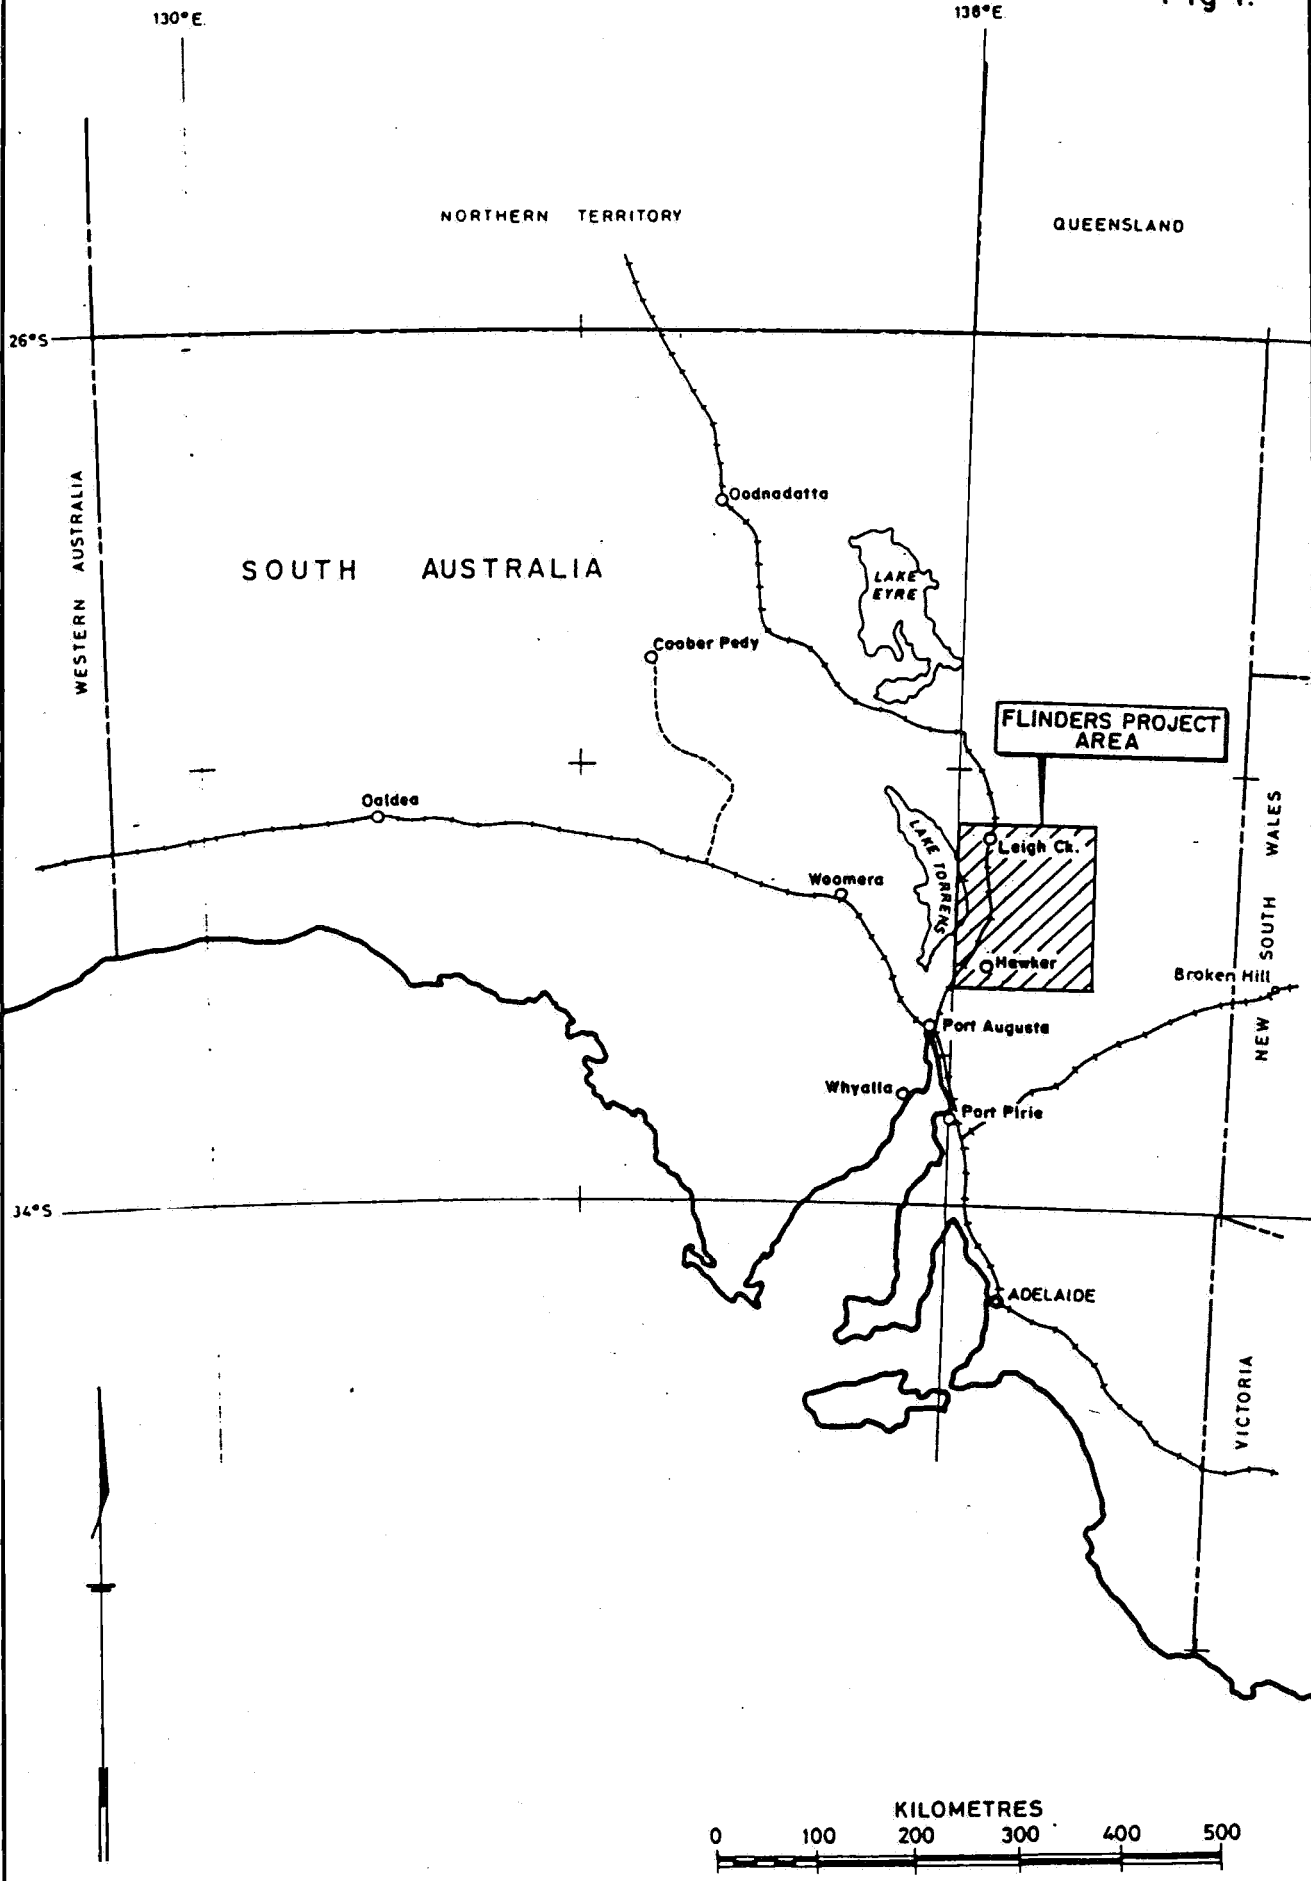 Fig 1.
130°E.
138°E
NORTHERN TERRITORY
QUEENSLAND
26°S
Oodnadatta
WESTERN AUSTRALIA
SOUTH AUSTRALIA
LAKE
EYRE
Coober Pedy
FLINDERS PROJECT
AREA
Ooldea
LAKE TORRENS
Leigh Ck.
Woomera
NEW SOUTH WALES
Hawker
Broken Hill
Port Augusta
Whyalla
Port Pirie
34°S
ADELAIDE
VICTORIA
KILOMETRES
0 100 200 300 400 500